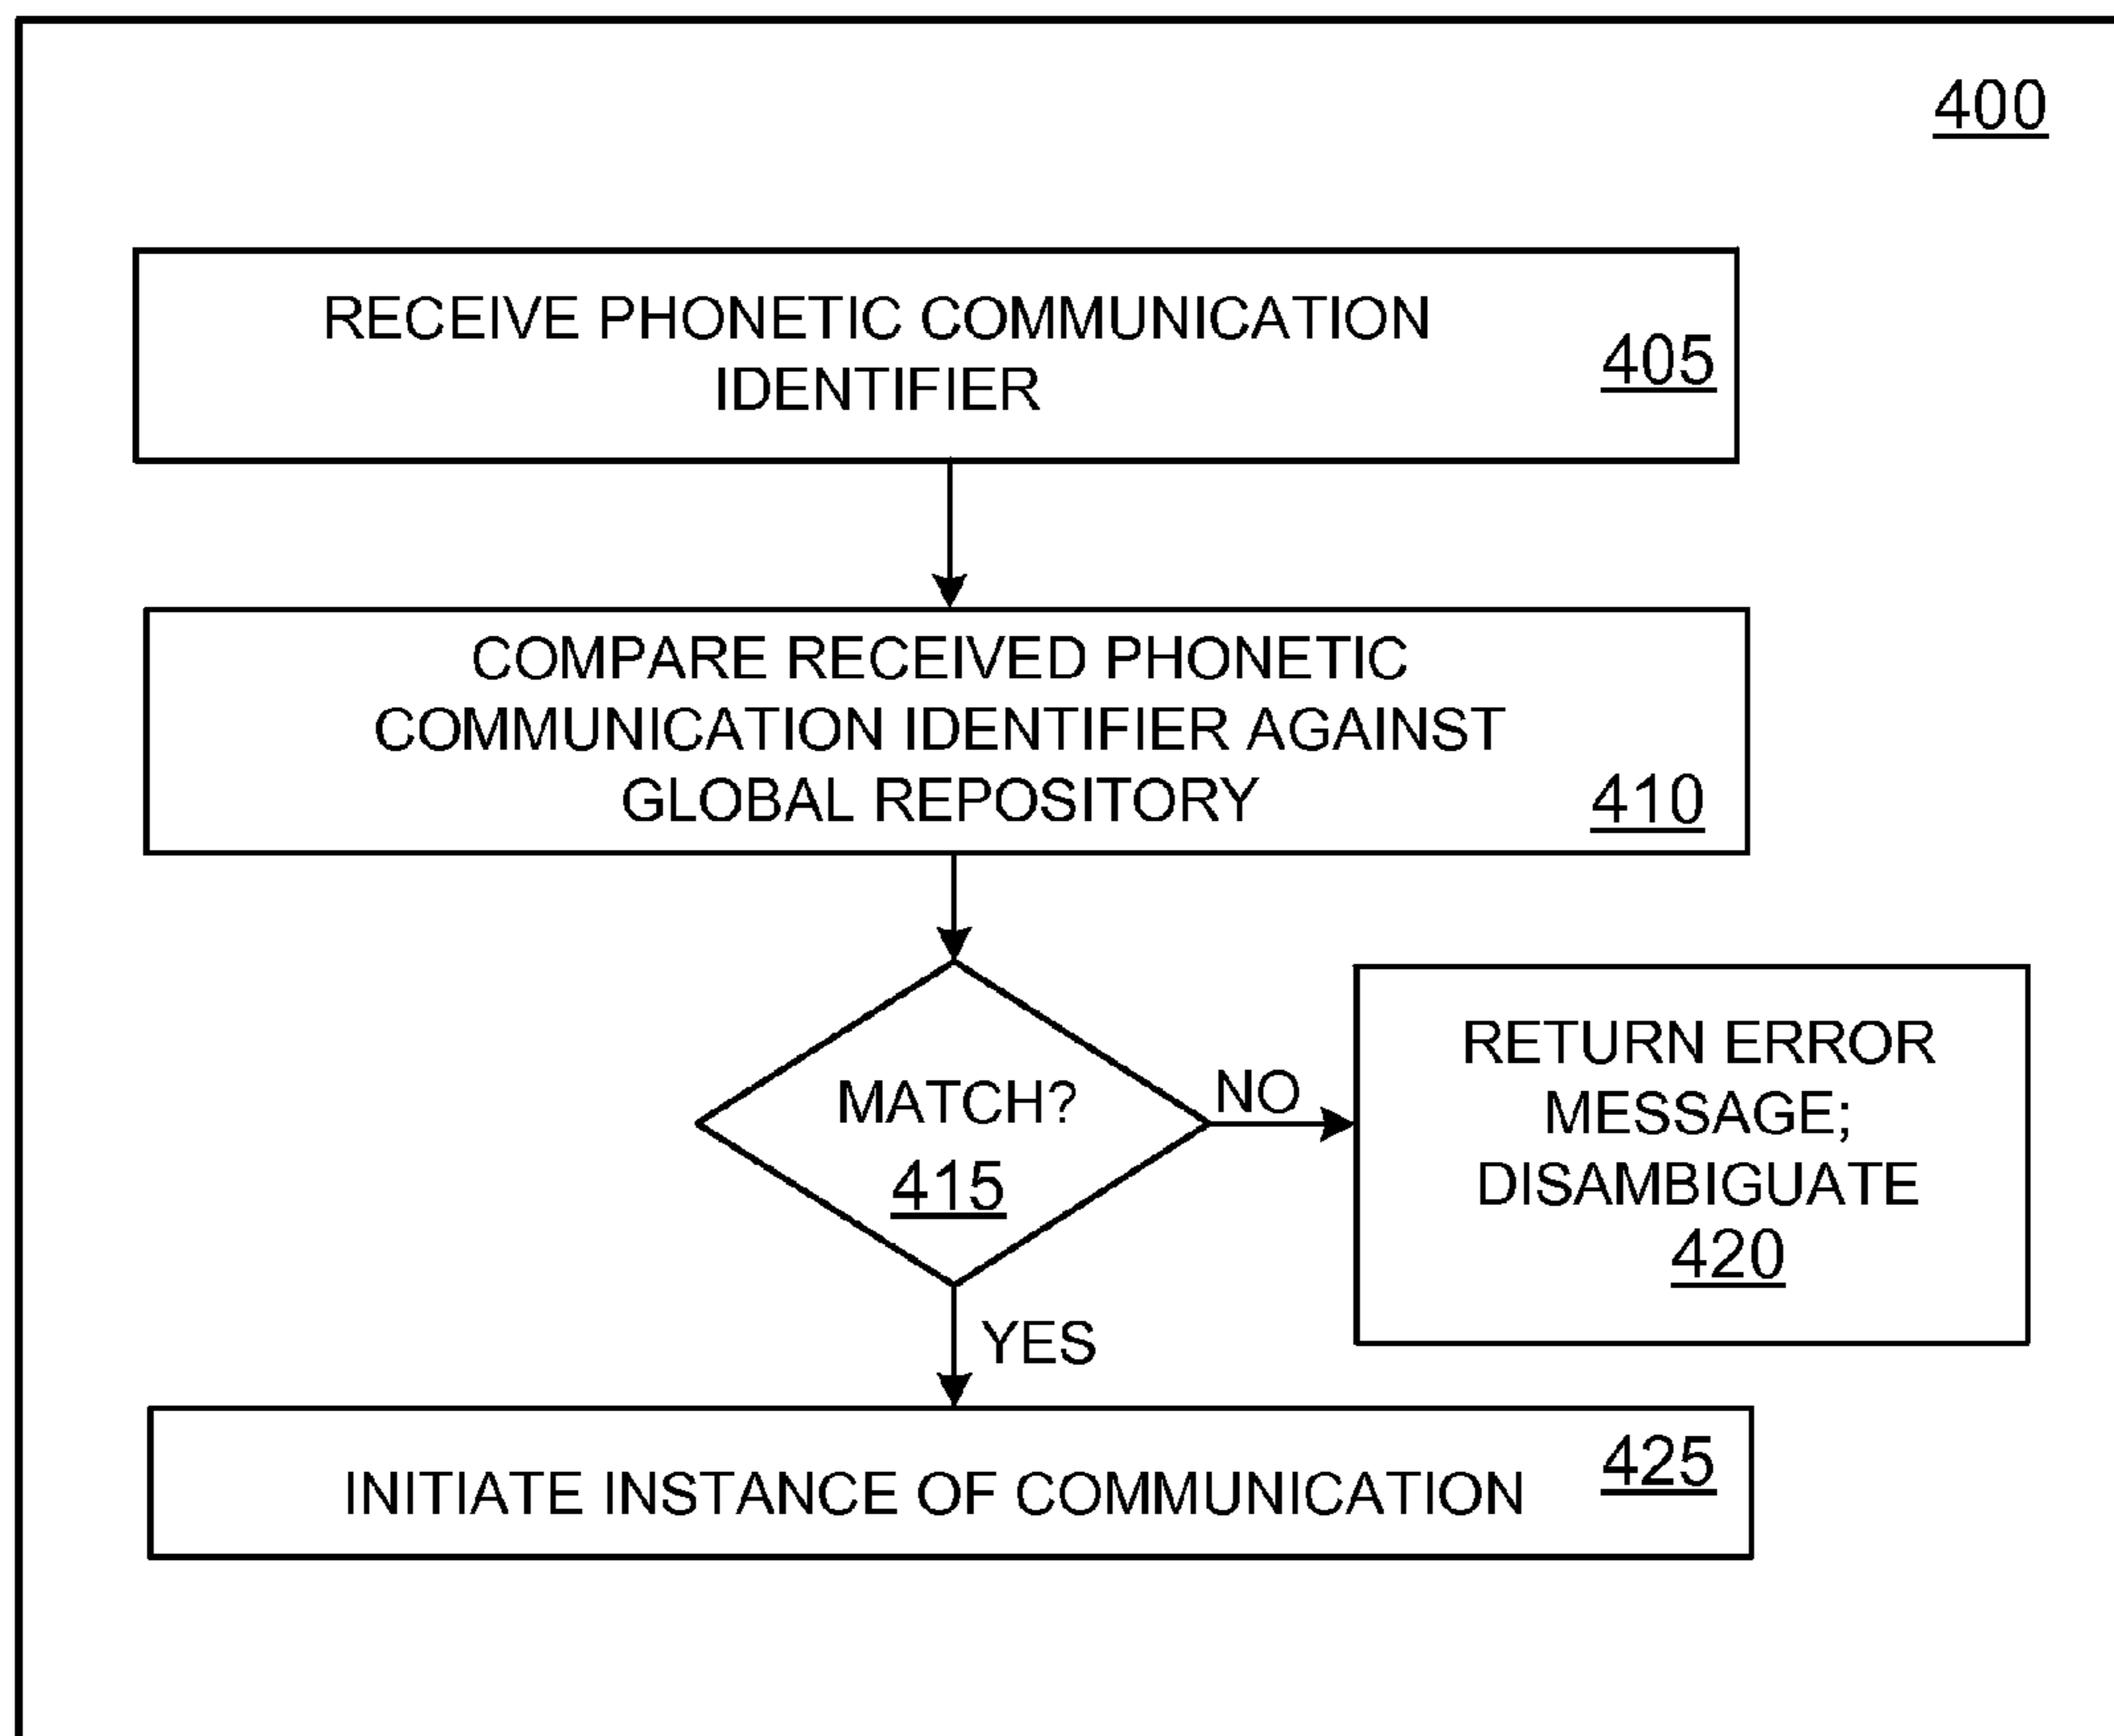 400
RECEIVE PHONETIC COMMUNICATION
IDENTIFIER
405
COMPARE RECEIVED PHONETIC
COMMUNICATION IDENTIFIER AGAINST
GLOBAL REPOSITORY
410
MATCH?
415
NO
RETURN ERROR
MESSAGE;
DISAMBIGUATE
420
YES
INITIATE INSTANCE OF COMMUNICATION
425